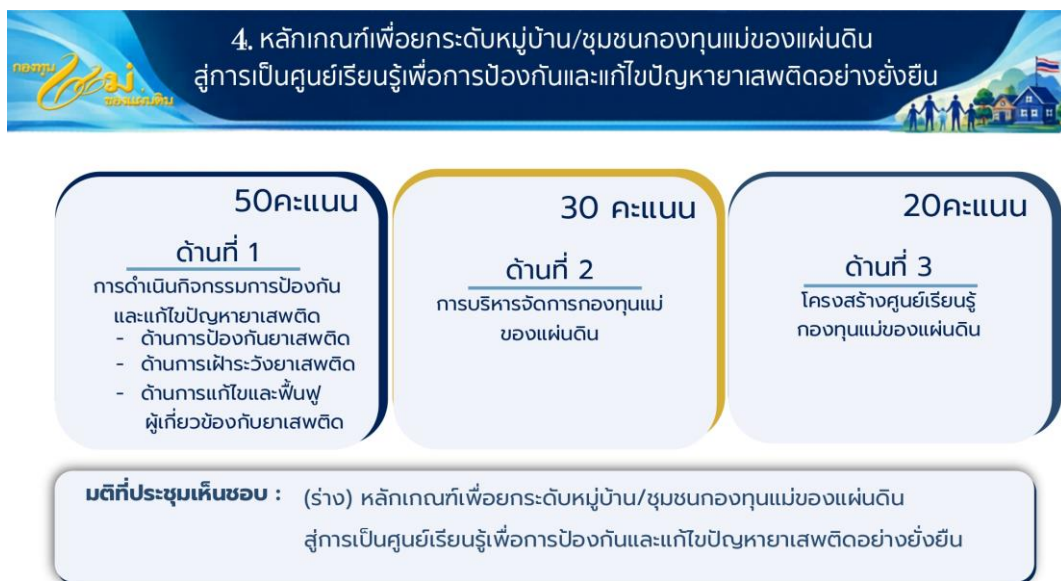 กองทุน
แม่
ของแผ่นดิน
4. หลักเกณฑ์เพื่อยกระดับหมู่บ้าน/ชุมชนกองทุนแม่ของแผ่นดิน
สู่การเป็นศูนย์เรียนรู้เพื่อการป้องกันและแก้ไขปัญหายาเสพติดอย่างยั่งยืน
50คะแนน
ด้านที่ 1
การดำเนินกิจกรรมการป้องกัน
และแก้ไขปัญหายาเสพติด
- ด้านการป้องกันยาเสพติด
- ด้านการเฝ้าระวังยาเสพติด
- ด้านการแก้ไขและฟื้นฟู
ผู้เกี่ยวข้องกับยาเสพติด
30 คะแนน
ด้านที่ 2
การบริหารจัดการกองทุนแม่
ของแผ่นดิน
20คะแนน
ด้านที่ 3
โครงสร้างศูนย์เรียนรู้
กองทุนแม่ของแผ่นดิน
มติที่ประชุมเห็นชอบ : (ร่าง) หลักเกณฑ์เพื่อยกระดับหมู่บ้าน/ชุมชนกองทุนแม่ของแผ่นดิน
สู่การเป็นศูนย์เรียนรู้เพื่อการป้องกันและแก้ไขปัญหายาเสพติดอย่างยั่งยืน